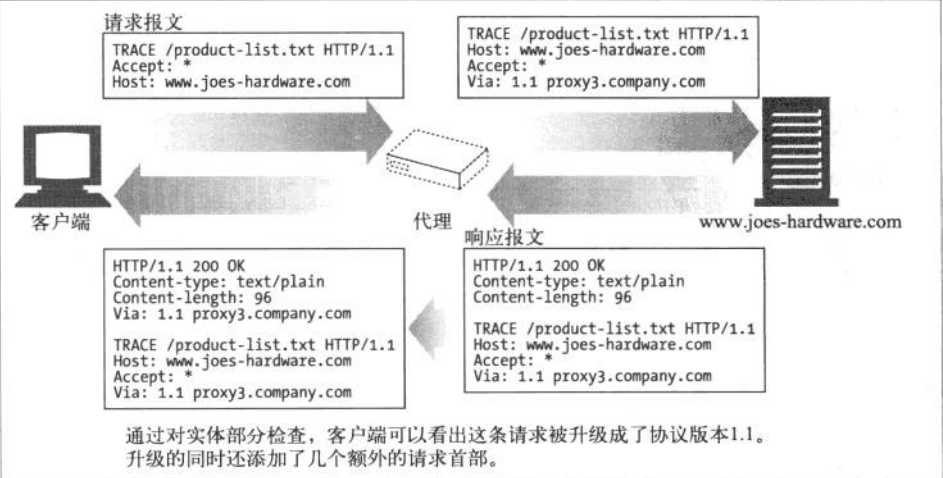 请求报文
TRACE /product-list.txt HTTP/1.1
Accept: *
Host: www.joes-hardware.com
TRACE /product-list.txt HTTP/1.1
Host: www.joes-hardware.com
Accept: *
Via: 1.1 proxy3.company.com
客户端
代理
www.joes-hardware.com
响应报文
HTTP/1.1 200 OK
Content-type: text/plain
Content-length: 96
Via: 1.1 proxy3.company.com
TRACE /product-list.txt HTTP/1.1
Host: www.joes-hardware.com
Accept: *
Via: 1.1 proxy3.company.com
HTTP/1.1 200 OK
Content-type: text/plain
Content-length: 96
TRACE /product-list.txt HTTP/1.1
Host: www.joes-hardware.com
Accept: *
Via: 1.1 proxy3.company.com
通过对实体部分检查，客户端可以看出这条请求被升级成了协议版本1.1。
升级的同时还添加了几个额外的请求首部。